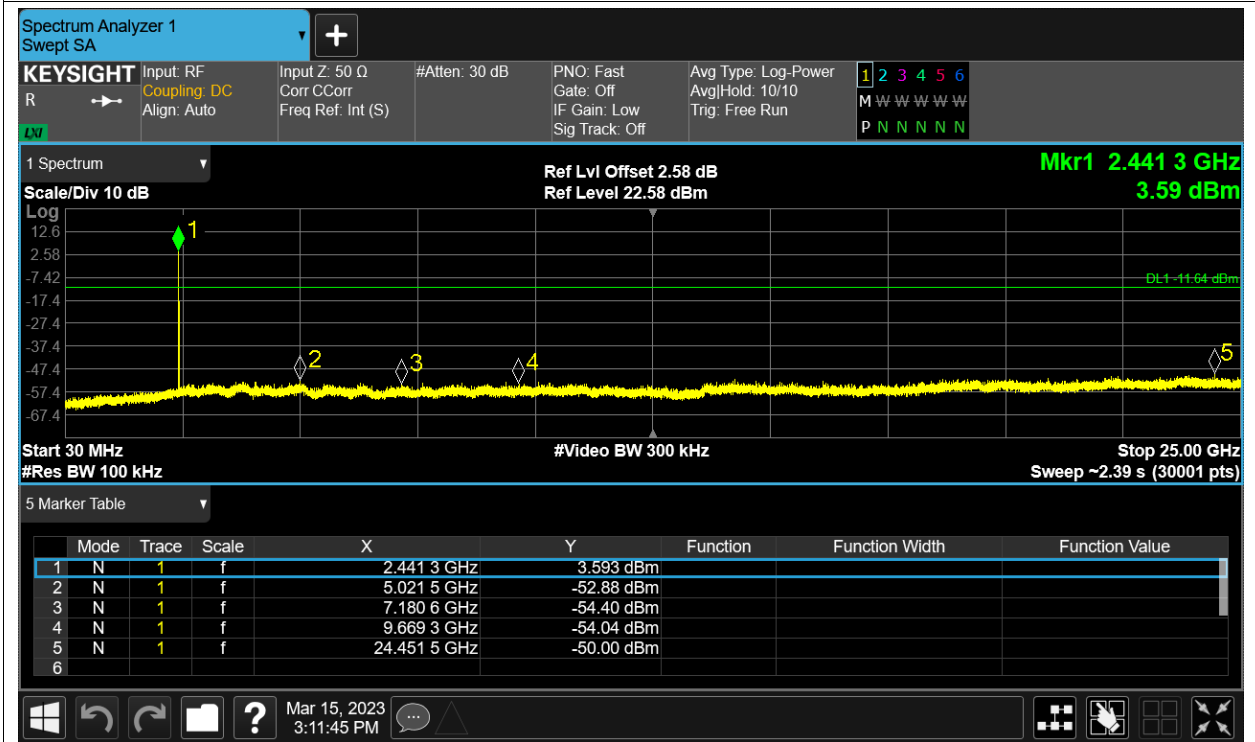 Spectrum Analyzer 1
Swept SA
+
KEYSIGHT Input: RF Input Z: 50 Ω #Atten: 30 dB PNO: Fast Avg Type: Log-Power 1 2 3 4 5 6
R Coupling: DC Corr CCorr Gate: Off Avg|Hold: 10/10 M W W W W W
Align: Auto Freq Ref: Int (S) IF Gain: Low Trig: Free Run
LXI Sig Track: Off P N N N N N
1 Spectrum Ref Lvl Offset 2.58 dB Mkr1 2.441 3 GHz
Scale/Div 10 dB Ref Level 22.58 dBm 3.59 dBm
Log
12.6 1
2.58
-7.42 DL1 -11.64 dBm
-17.4
-27.4
-37.4
-47.4 2 3 4 5
-57.4
-67.4
Start 30 MHz #Video BW 300 kHz Stop 25.00 GHz
#Res BW 100 kHz Sweep ~2.39 s (30001 pts)
5 Marker Table
Mode Trace Scale X Y Function Function Width Function Value
1 N 1 f 2.441 3 GHz 3.593 dBm
2 N 1 f 5.021 5 GHz -52.88 dBm
3 N 1 f 7.180 6 GHz -54.40 dBm
4 N 1 f 9.669 3 GHz -54.04 dBm
5 N 1 f 24.451 5 GHz -50.00 dBm
6
? Mar 15, 2023
3:11:45 PM